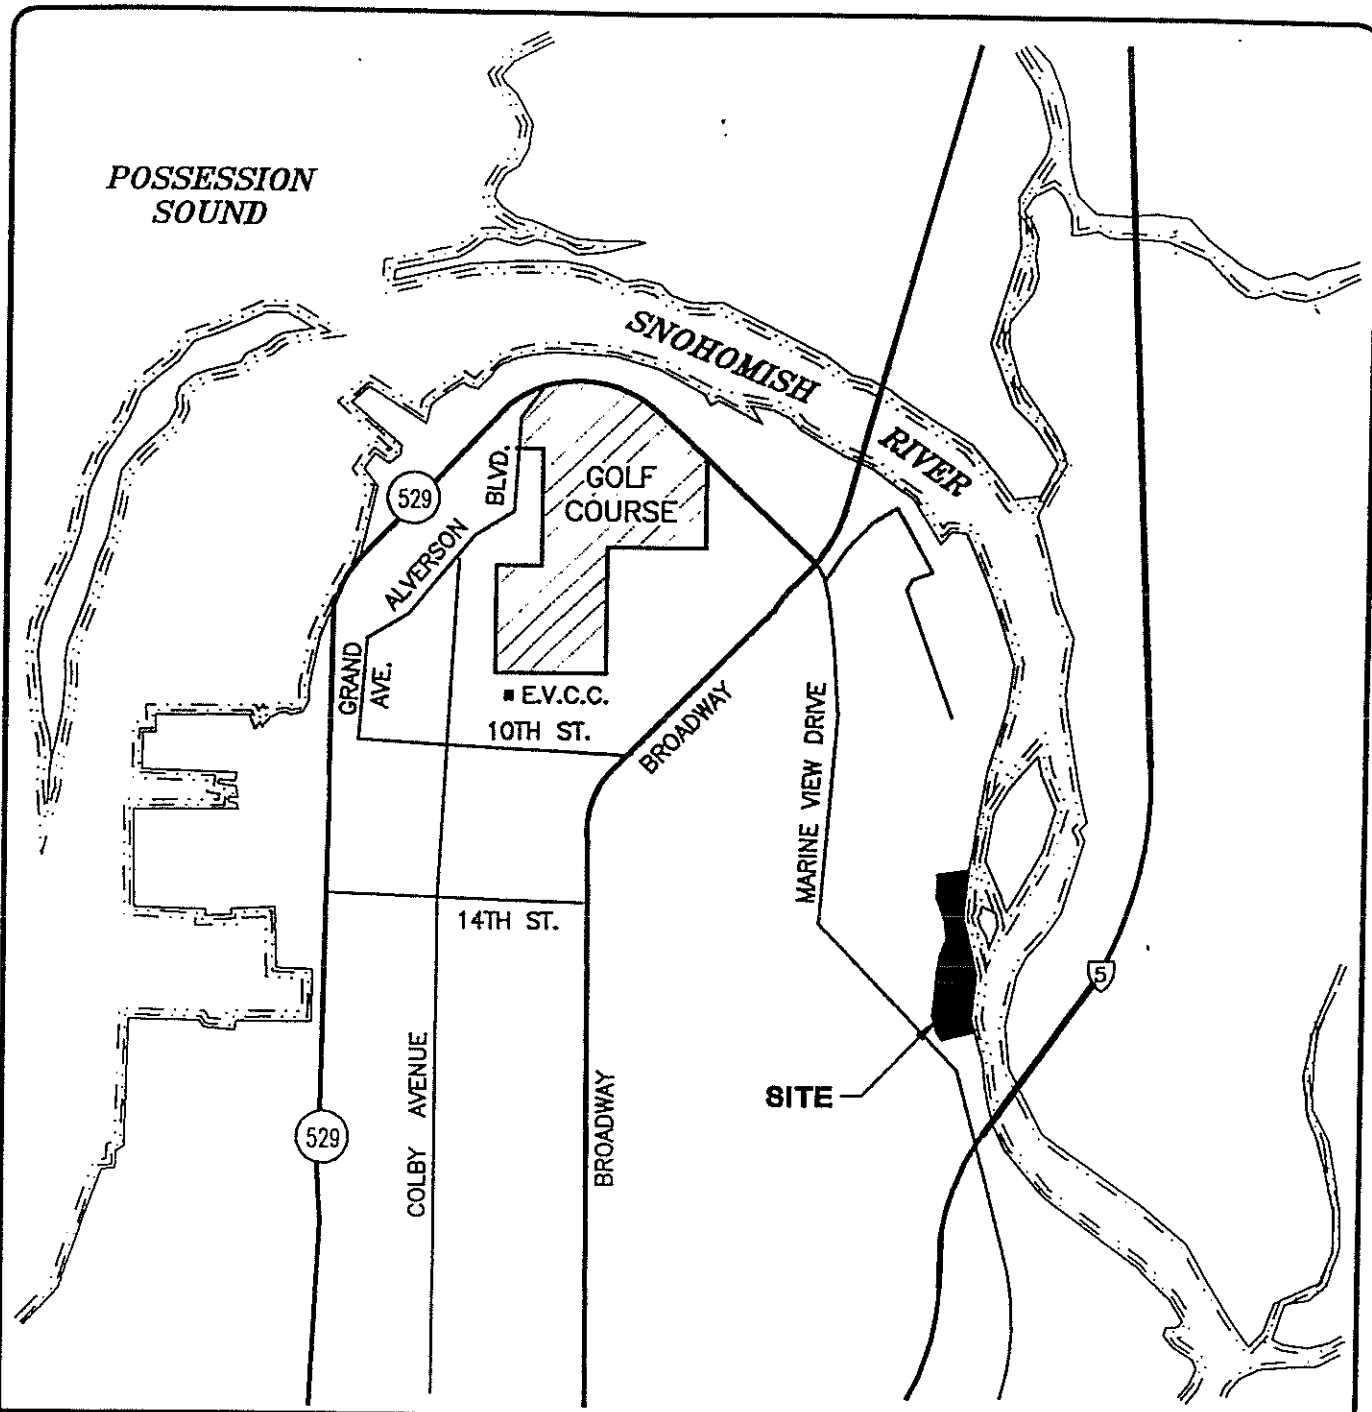 POSSESSION
SOUND
SNOHOMISH
RIVER
529
BLVD.
ALVERSON
GOLF
COURSE
GRAND
AVE.
E.V.C.C.
10TH ST.
BROADWAY
MARINE VIEW DRIVE
14TH ST.
5
SITE
COLBY AVENUE
BROADWAY
529